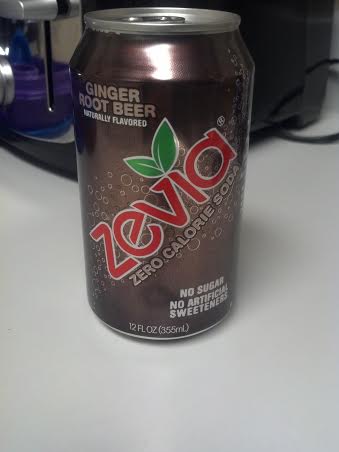 GINGER
ROOT BEER
NATURALLY FLAVORED
zevia®
ZERO CALORIE SODA
NO SUGAR
NO ARTIFICIAL
SWEETENERS
12 FL OZ (355mL)